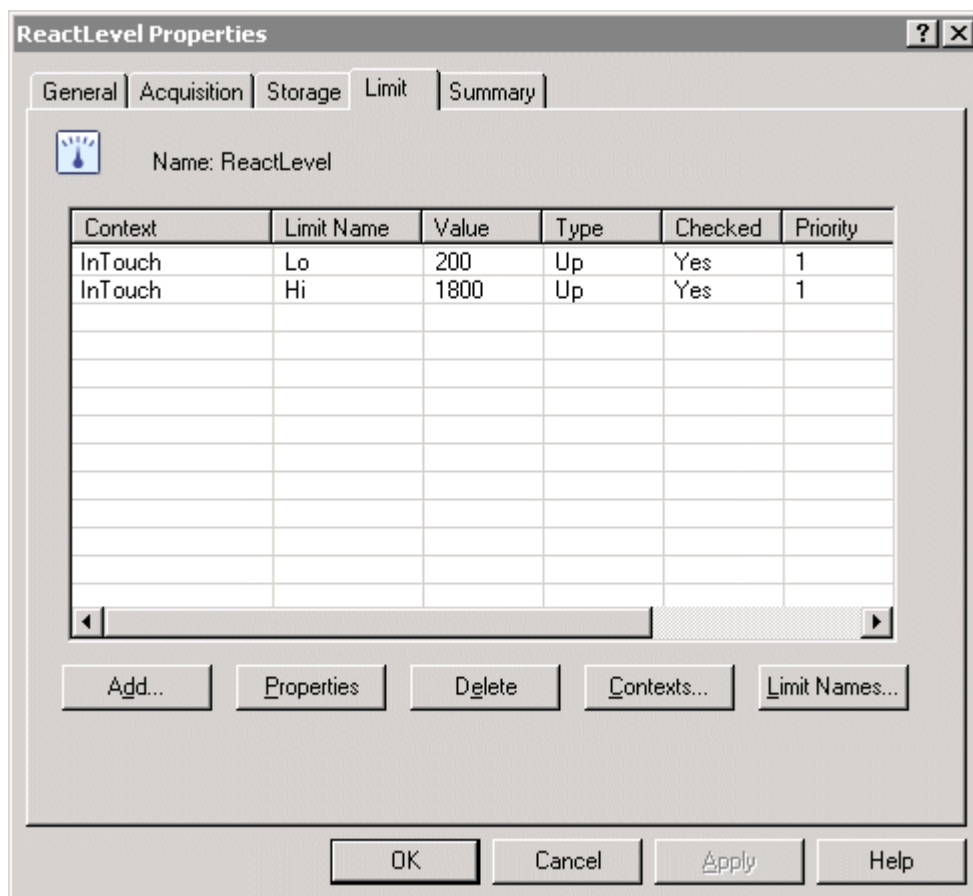 ReactLevel Properties
General Acquisition Storage Limit Summary
Name: ReactLevel
Context Limit Name Value Type Checked Priority
InTouch Lo 200 Up Yes 1
InTouch Hi 1800 Up Yes 1
Add... Properties Delete Contexts... Limit Names...
OK Cancel Apply Help